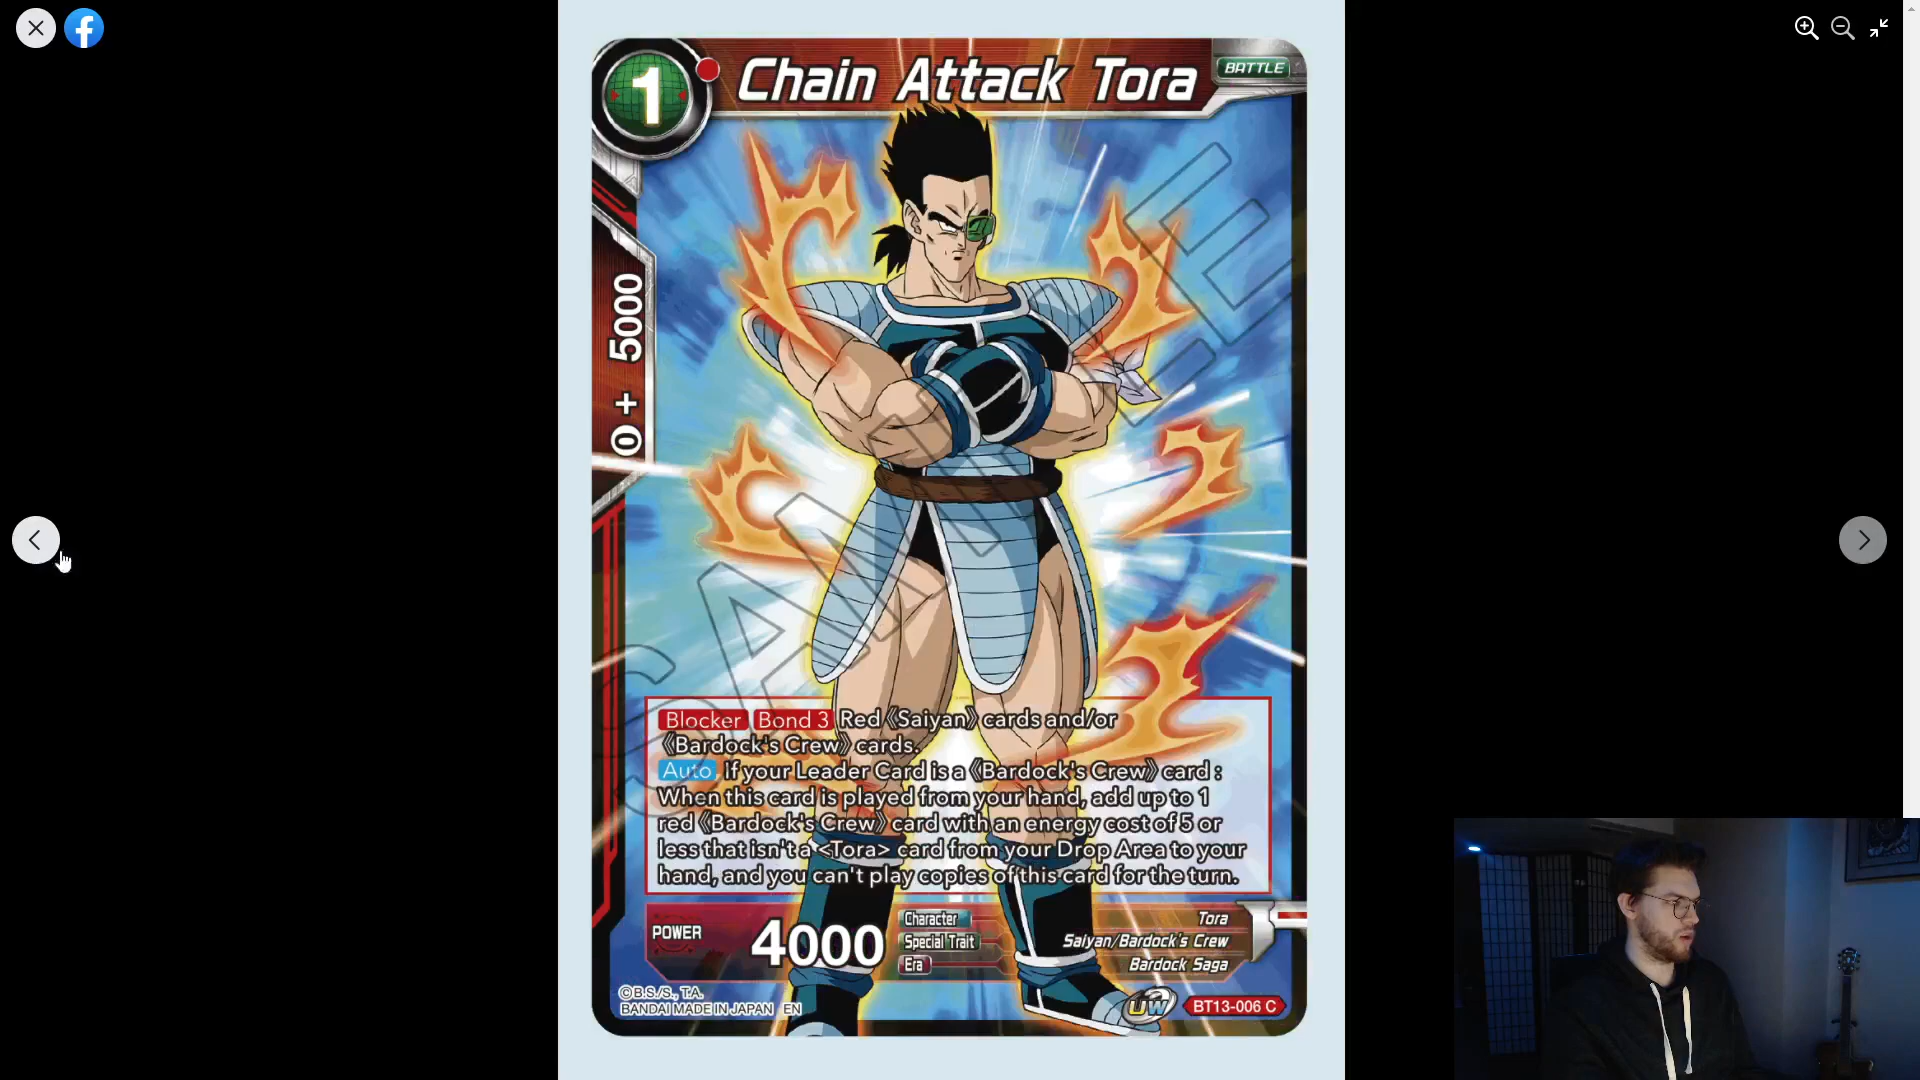 1
Chain Attack Tora
BATTLE
0 + 5000
SAMPLE
Blocker Bond 3 Red《Saiyan》cards and/or
《Bardock's Crew》cards.
Auto If your Leader Card is a《Bardock's Crew》card :
When this card is played from your hand, add up to 1
red《Bardock's Crew》card with an energy cost of 5 or
less that isn't a <Tora> card from your Drop Area to your
hand, and you can't play copies of this card for the turn.
POWER 4000
Character Tora
Special Trait Saiyan/Bardock's Crew
Era Bardock Saga
©B.S./S., T.A.
BANDAI MADE IN JAPAN EN
UW
BT13-006 C